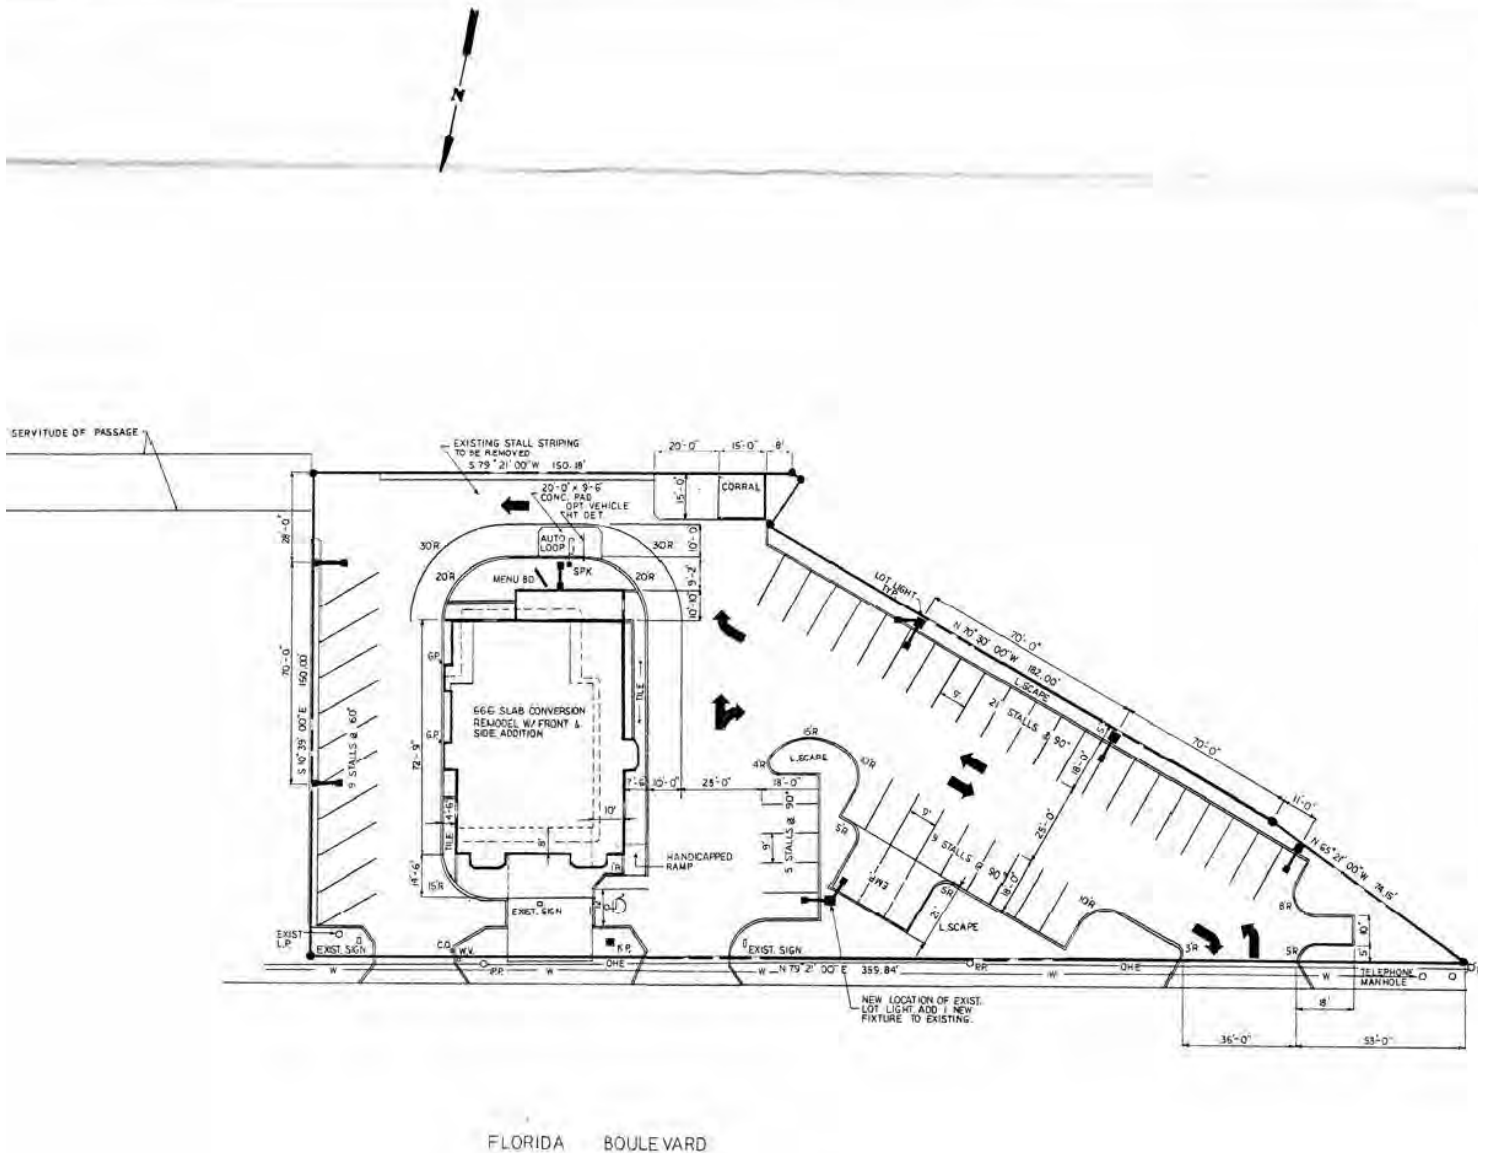 N
SERVITUDE OF PASSAGE
EXISTING STALL STRIPING
TO BE REMOVED
S 79° 21' 00" W 150.18'
20'-0"
15'-0"
8'
15'-0"
CORRAL
20'-0" x 9'-6"
CONC. PAD
OPT VEHICLE
HT DET.
AUTO
LOOP
SPK
MENU BD
30'R
30'R
20'R
20'R
10'-0"
9'-2"
10'-10"
28'-0"
70'-0"
S 10° 39' 00" E 150.00'
9 STALLS @ 60°
G.P.
G.P.
72'-9"
14'-6"
4'-6"
TILE
TILE
SLAB CONVERSION
REMODEL W/ FRONT &
SIDE ADDITION
10'
8'
7'-6"
10'-0"
25'-0"
18'-0"
5 STALLS @ 90°
9'
HANDICAPPED
RAMP
15'R
EXIST. SIGN
12'
LOT LIGHT
TYP.
70'-0"
N 70° 30' 00" W 182.00'
L.SCAPE
21 STALLS @ 90°
9'
5'
70'-0"
18'-0"
25'-0"
18'-0"
11'-0"
N 65° 21' 00" W 74.15'
15'R
L.SCAPE
4'R
10'R
5'R
9'
9 STALLS @ 90°
EMP.
5'R
L.SCAPE
10'R
3'R
8'R
5'R
10'
5'
EXIST
L.P.
EXIST. SIGN
C.O.
W.V.
P.P.
W
OHE
K.P.
EXIST. SIGN
W
N 79° 21' 00" E 359.84'
P.P.
W
OHE
W
TELEPHONE
MANHOLE
W
NEW LOCATION OF EXIST.
LOT LIGHT. ADD 1 NEW
FIXTURE TO EXISTING.
18'
36'-0"
53'-0"
FLORIDA BOULEVARD